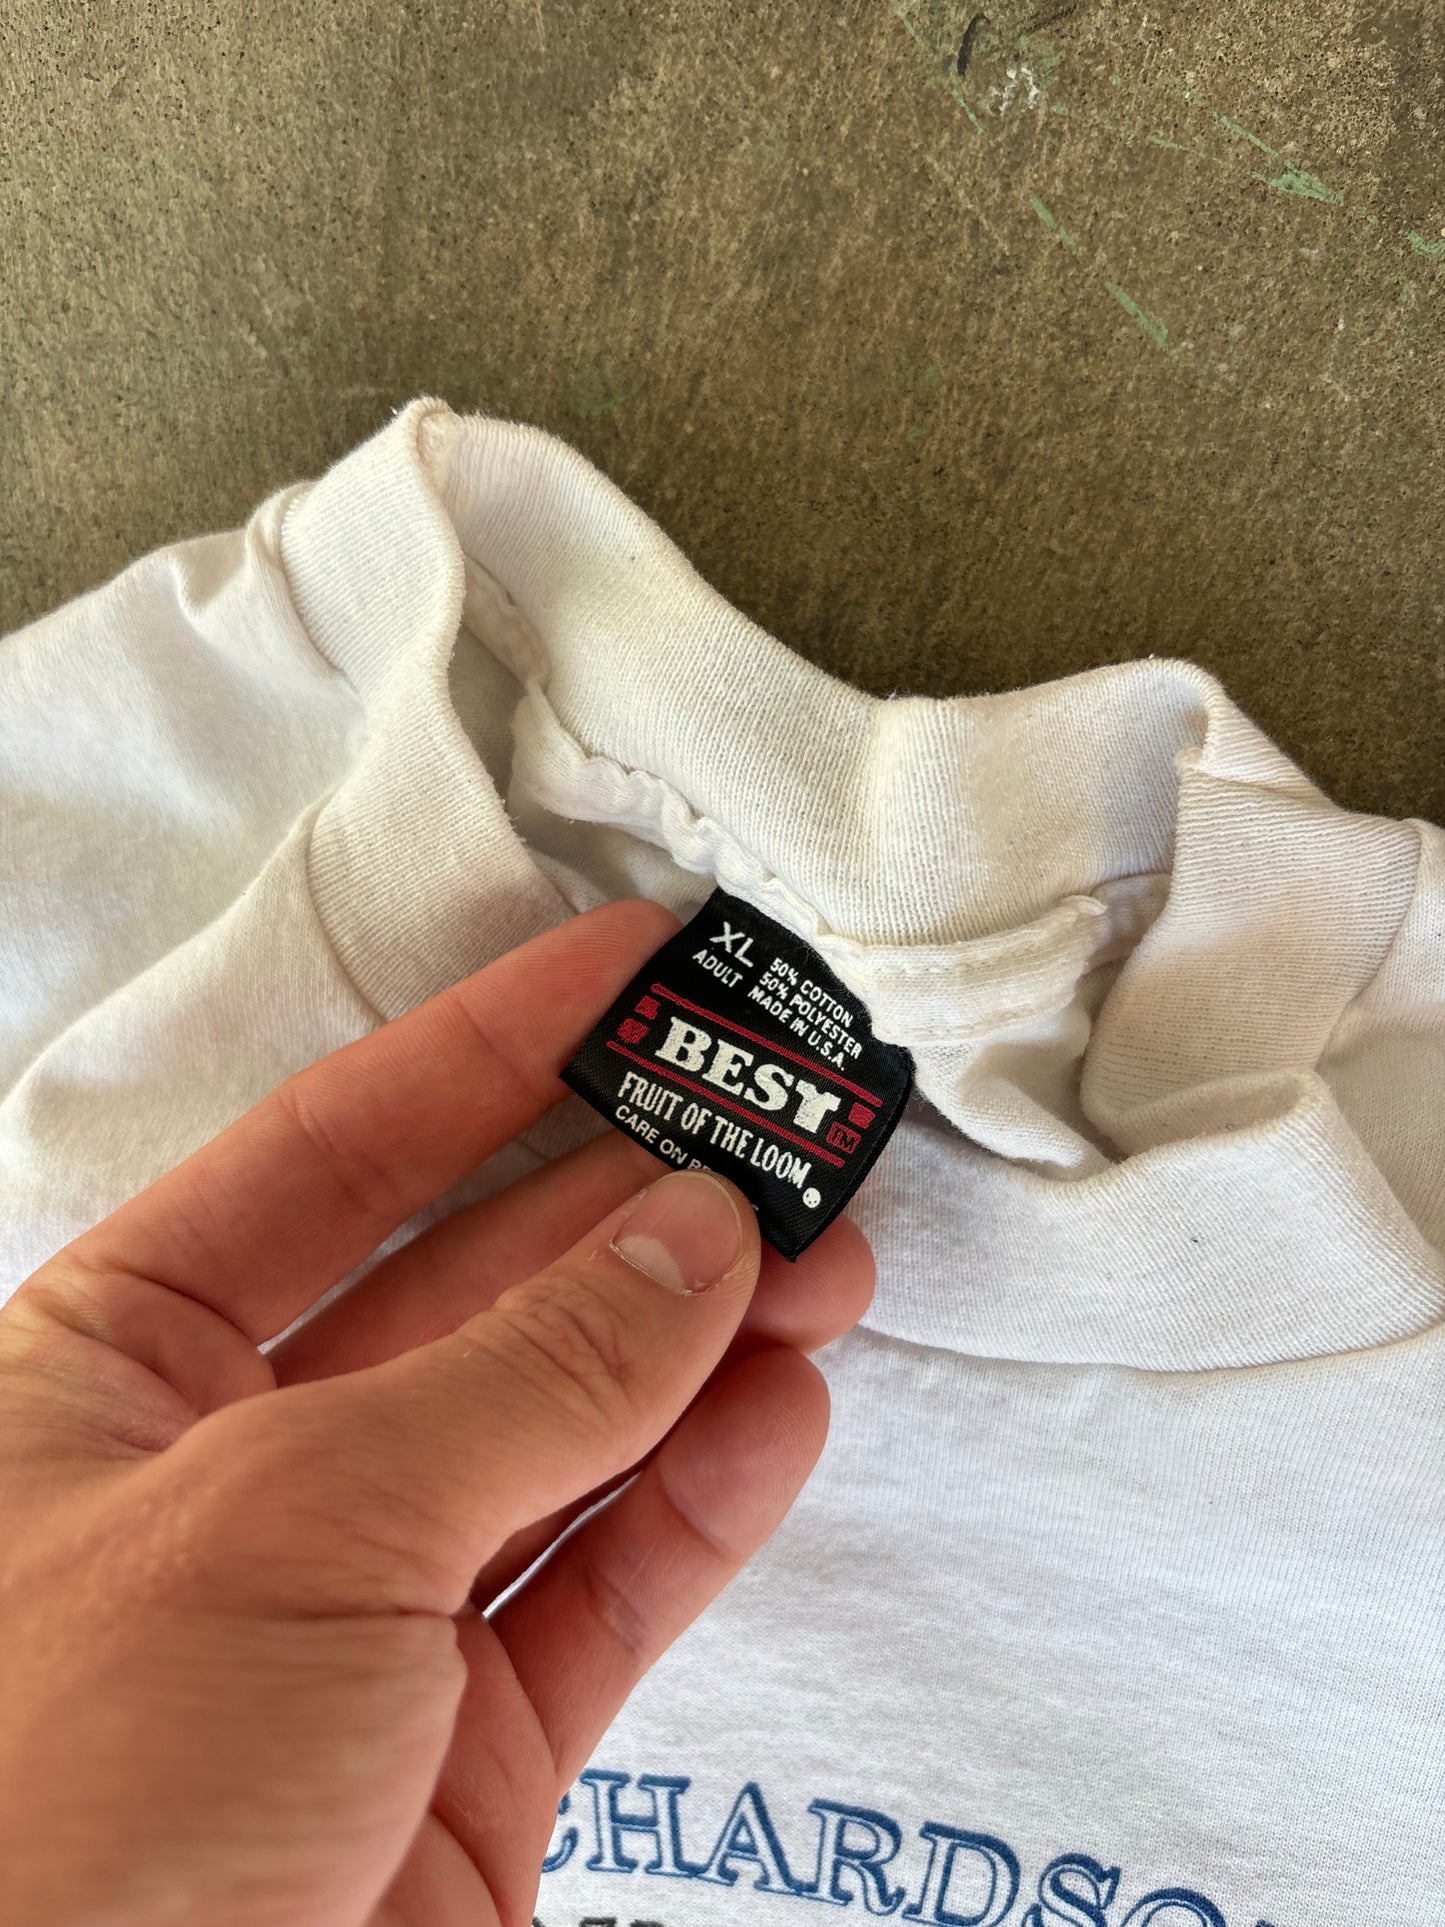 XL
ADULT
50% COTTON
50% POLYESTER
MADE IN U.S.A.
BEST TM
FRUIT OF THE LOOM
CARE ON
CHARDSO